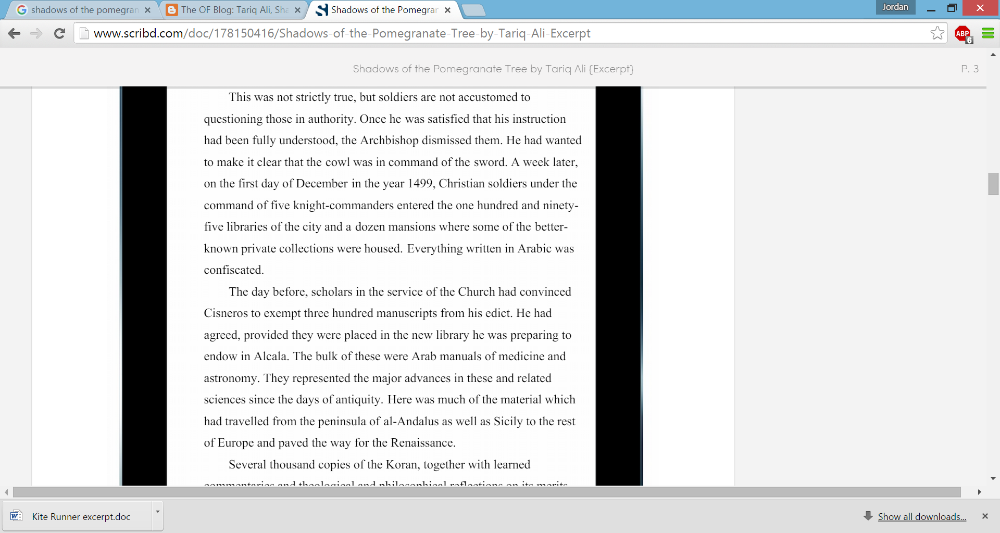 shadows of the pomegran
The OF Blog: Tariq Ali, Sha
Shadows of the Pomegran
Jordan
www.scribd.com/doc/178150416/Shadows-of-the-Pomegranate-Tree-by-Tariq-Ali-Excerpt
ABP
6
Shadows of the Pomegranate Tree by Tariq Ali {Excerpt}
P. 3
This was not strictly true, but soldiers are not accustomed to
questioning those in authority. Once he was satisfied that his instruction
had been fully understood, the Archbishop dismissed them. He had wanted
to make it clear that the cowl was in command of the sword. A week later,
on the first day of December in the year 1499, Christian soldiers under the
command of five knight-commanders entered the one hundred and ninety-
five libraries of the city and a dozen mansions where some of the better-
known private collections were housed. Everything written in Arabic was
confiscated.
The day before, scholars in the service of the Church had convinced
Cisneros to exempt three hundred manuscripts from his edict. He had
agreed, provided they were placed in the new library he was preparing to
endow in Alcala. The bulk of these were Arab manuals of medicine and
astronomy. They represented the major advances in these and related
sciences since the days of antiquity. Here was much of the material which
had travelled from the peninsula of al-Andalus as well as Sicily to the rest
of Europe and paved the way for the Renaissance.
Several thousand copies of the Koran, together with learned
commentaries and theological and philosophical reflections on its merits
Kite Runner excerpt.doc
Show all downloads...